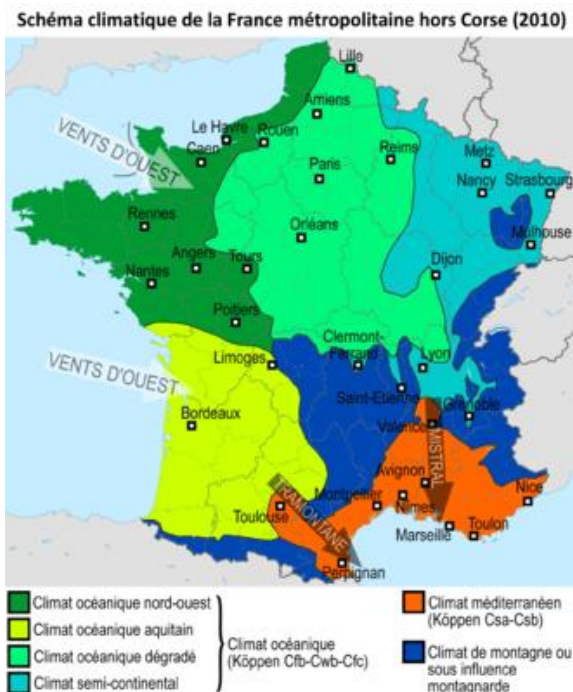 Schéma climatique de la France métropolitaine hors Corse (2010)
Lille
Amiens
Le Havre
Rouen
Caen
VENTS D'OUEST
Reims
Metz
Paris
Nancy
Strasbourg
Rennes
Orléans
Mulhouse
Angers
Tours
Dijon
Nantes
Poitiers
Clermont-
Ferrand
Limoges
Lyon
VENTS D'OUEST
Saint-Etienne
Grenoble
Bordeaux
Valence
MISTRAL
Avignon
TRAMONTANE
Montpellier
Nice
Toulouse
Nîmes
Marseille
Toulon
Perpignan
Climat océanique nord-ouest
Climat océanique aquitain
Climat océanique dégradé
Climat semi-continental
Climat océanique
(Köppen Cfb-Cwb-Cfc)
Climat méditerranéen
(Köppen Csa-Csb)
Climat de montagne ou
sous influence
montagnarde